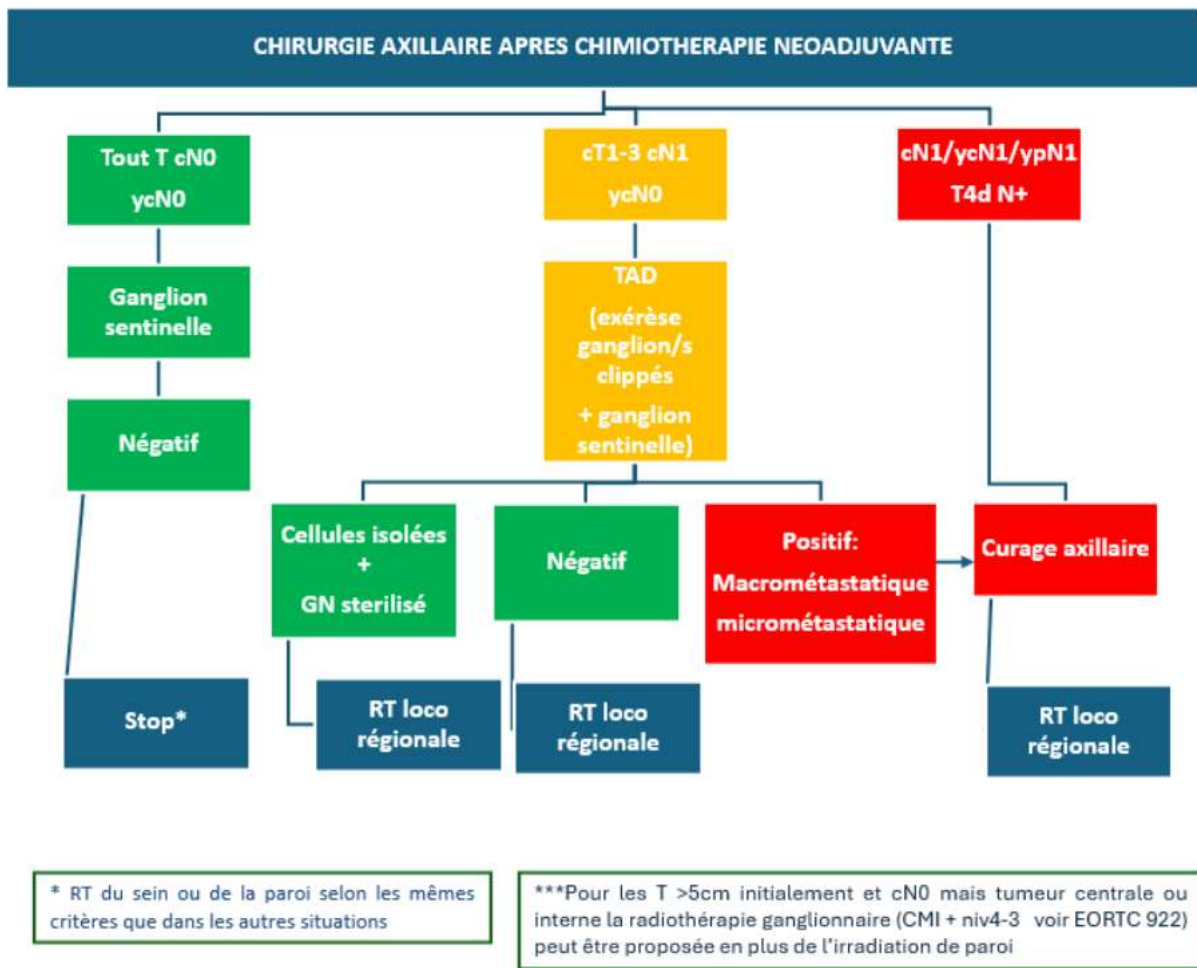 CHIRURGIE AXILLAIRE APRES CHIMIOTHERAPIE NEOADJUVANTE
Tout T cN0
ycN0
cT1-3 cN1
ycN0
cN1/ycN1/ypN1
T4d N+
Ganglion
sentinelle
TAD
(exérèse
ganglion/s
clippés
+ ganglion
sentinelle)
Négatif
Cellules isolées
+
GN sterilisé
Négatif
Positif:
Macrométastatique
micrométastatique
Curage axillaire
Stop*
RT loco
régionale
RT loco
régionale
RT loco
régionale
* RT du sein ou de la paroi selon les mêmes
critères que dans les autres situations
***Pour les T >5cm initialement et cN0 mais tumeur centrale ou
interne la radiothérapie ganglionnaire (CMI + niv4-3 voir EORTC 922)
peut être proposée en plus de l'irradiation de paroi